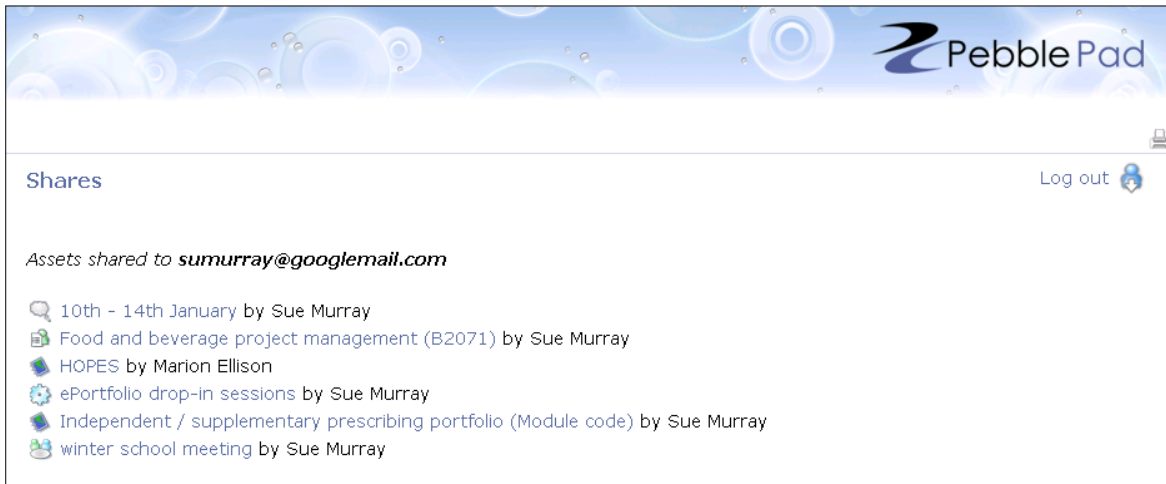 PebblePad
Shares
Log out
Assets shared to sumurray@googlemail.com
10th - 14th January by Sue Murray
Food and beverage project management (B2071) by Sue Murray
HOPES by Marion Ellison
ePortfolio drop-in sessions by Sue Murray
Independent / supplementary prescribing portfolio (Module code) by Sue Murray
winter school meeting by Sue Murray